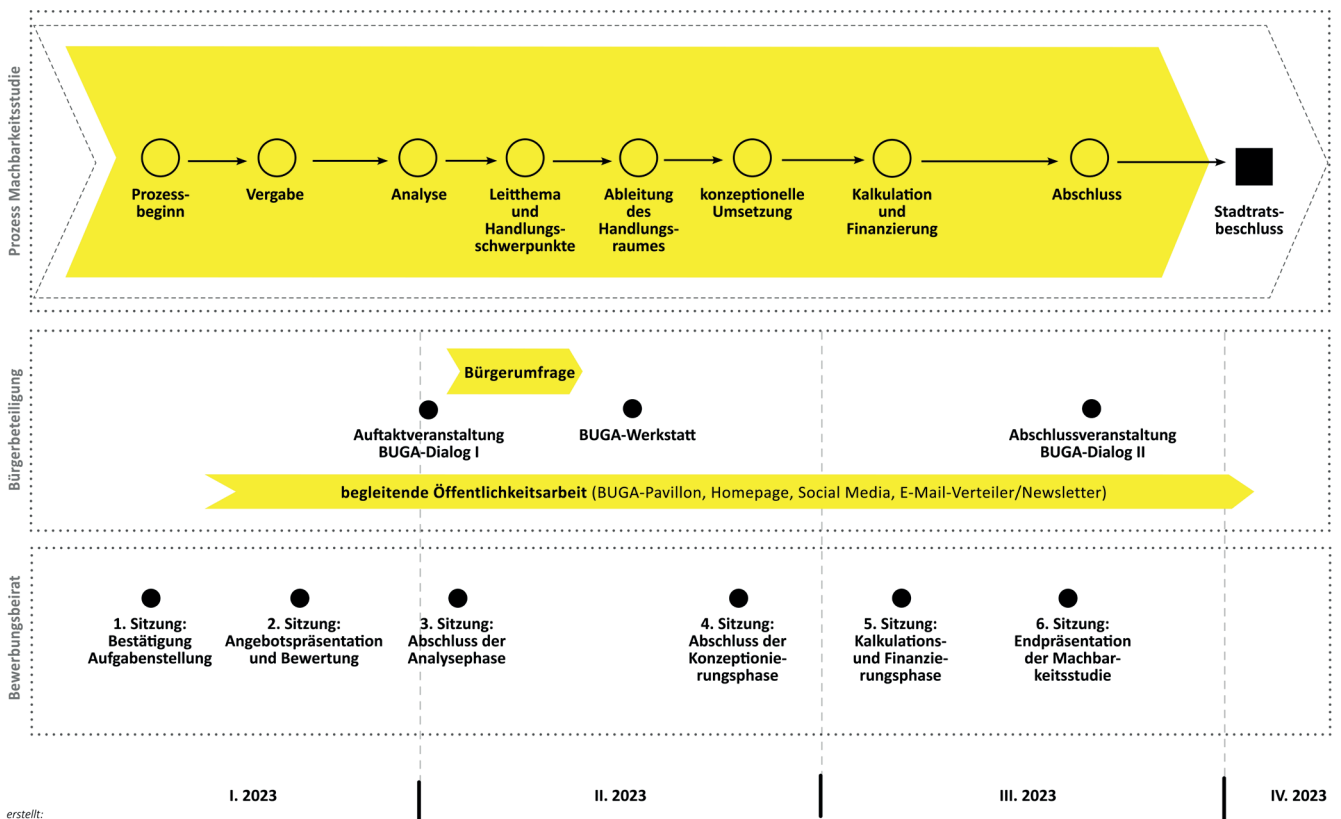 Prozess Machbarkeitsstudie
Prozess-
beginn
Vergabe
Analyse
Leitthema
und
Handlungs-
schwerpunkte
Ableitung
des
Handlungs-
raumes
konzeptionelle
Umsetzung
Kalkulation
und
Finanzierung
Abschluss
Stadtrats-
beschluss
Bürgerbeteiligung
Bürgerumfrage
Auftaktveranstaltung
BUGA-Dialog I
BUGA-Werkstatt
Abschlussveranstaltung
BUGA-Dialog II
begleitende Öffentlichkeitsarbeit (BUGA-Pavillon, Homepage, Social Media, E-Mail-Verteiler/Newsletter)
Bewerbungsbeirat
1. Sitzung:
Bestätigung
Aufgabenstellung
2. Sitzung:
Angebotspräsentation
und Bewertung
3. Sitzung:
Abschluss der
Analysephase
4. Sitzung:
Abschluss der
Konzeptionie-
rungsphase
5. Sitzung:
Kalkulations-
und Finanzie-
rungsphase
6. Sitzung:
Endpräsentation
der Machbar-
keitsstudie
I. 2023
II. 2023
III. 2023
IV. 2023
erstellt: